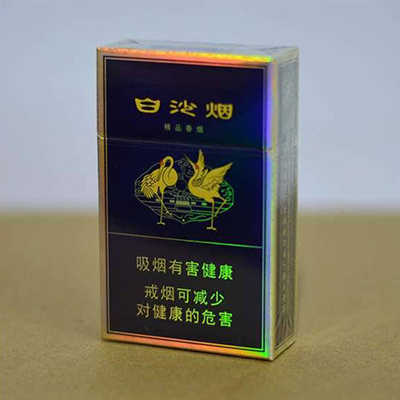 白沙烟
精品香烟
吸烟有害健康
戒烟可减少
对健康的危害